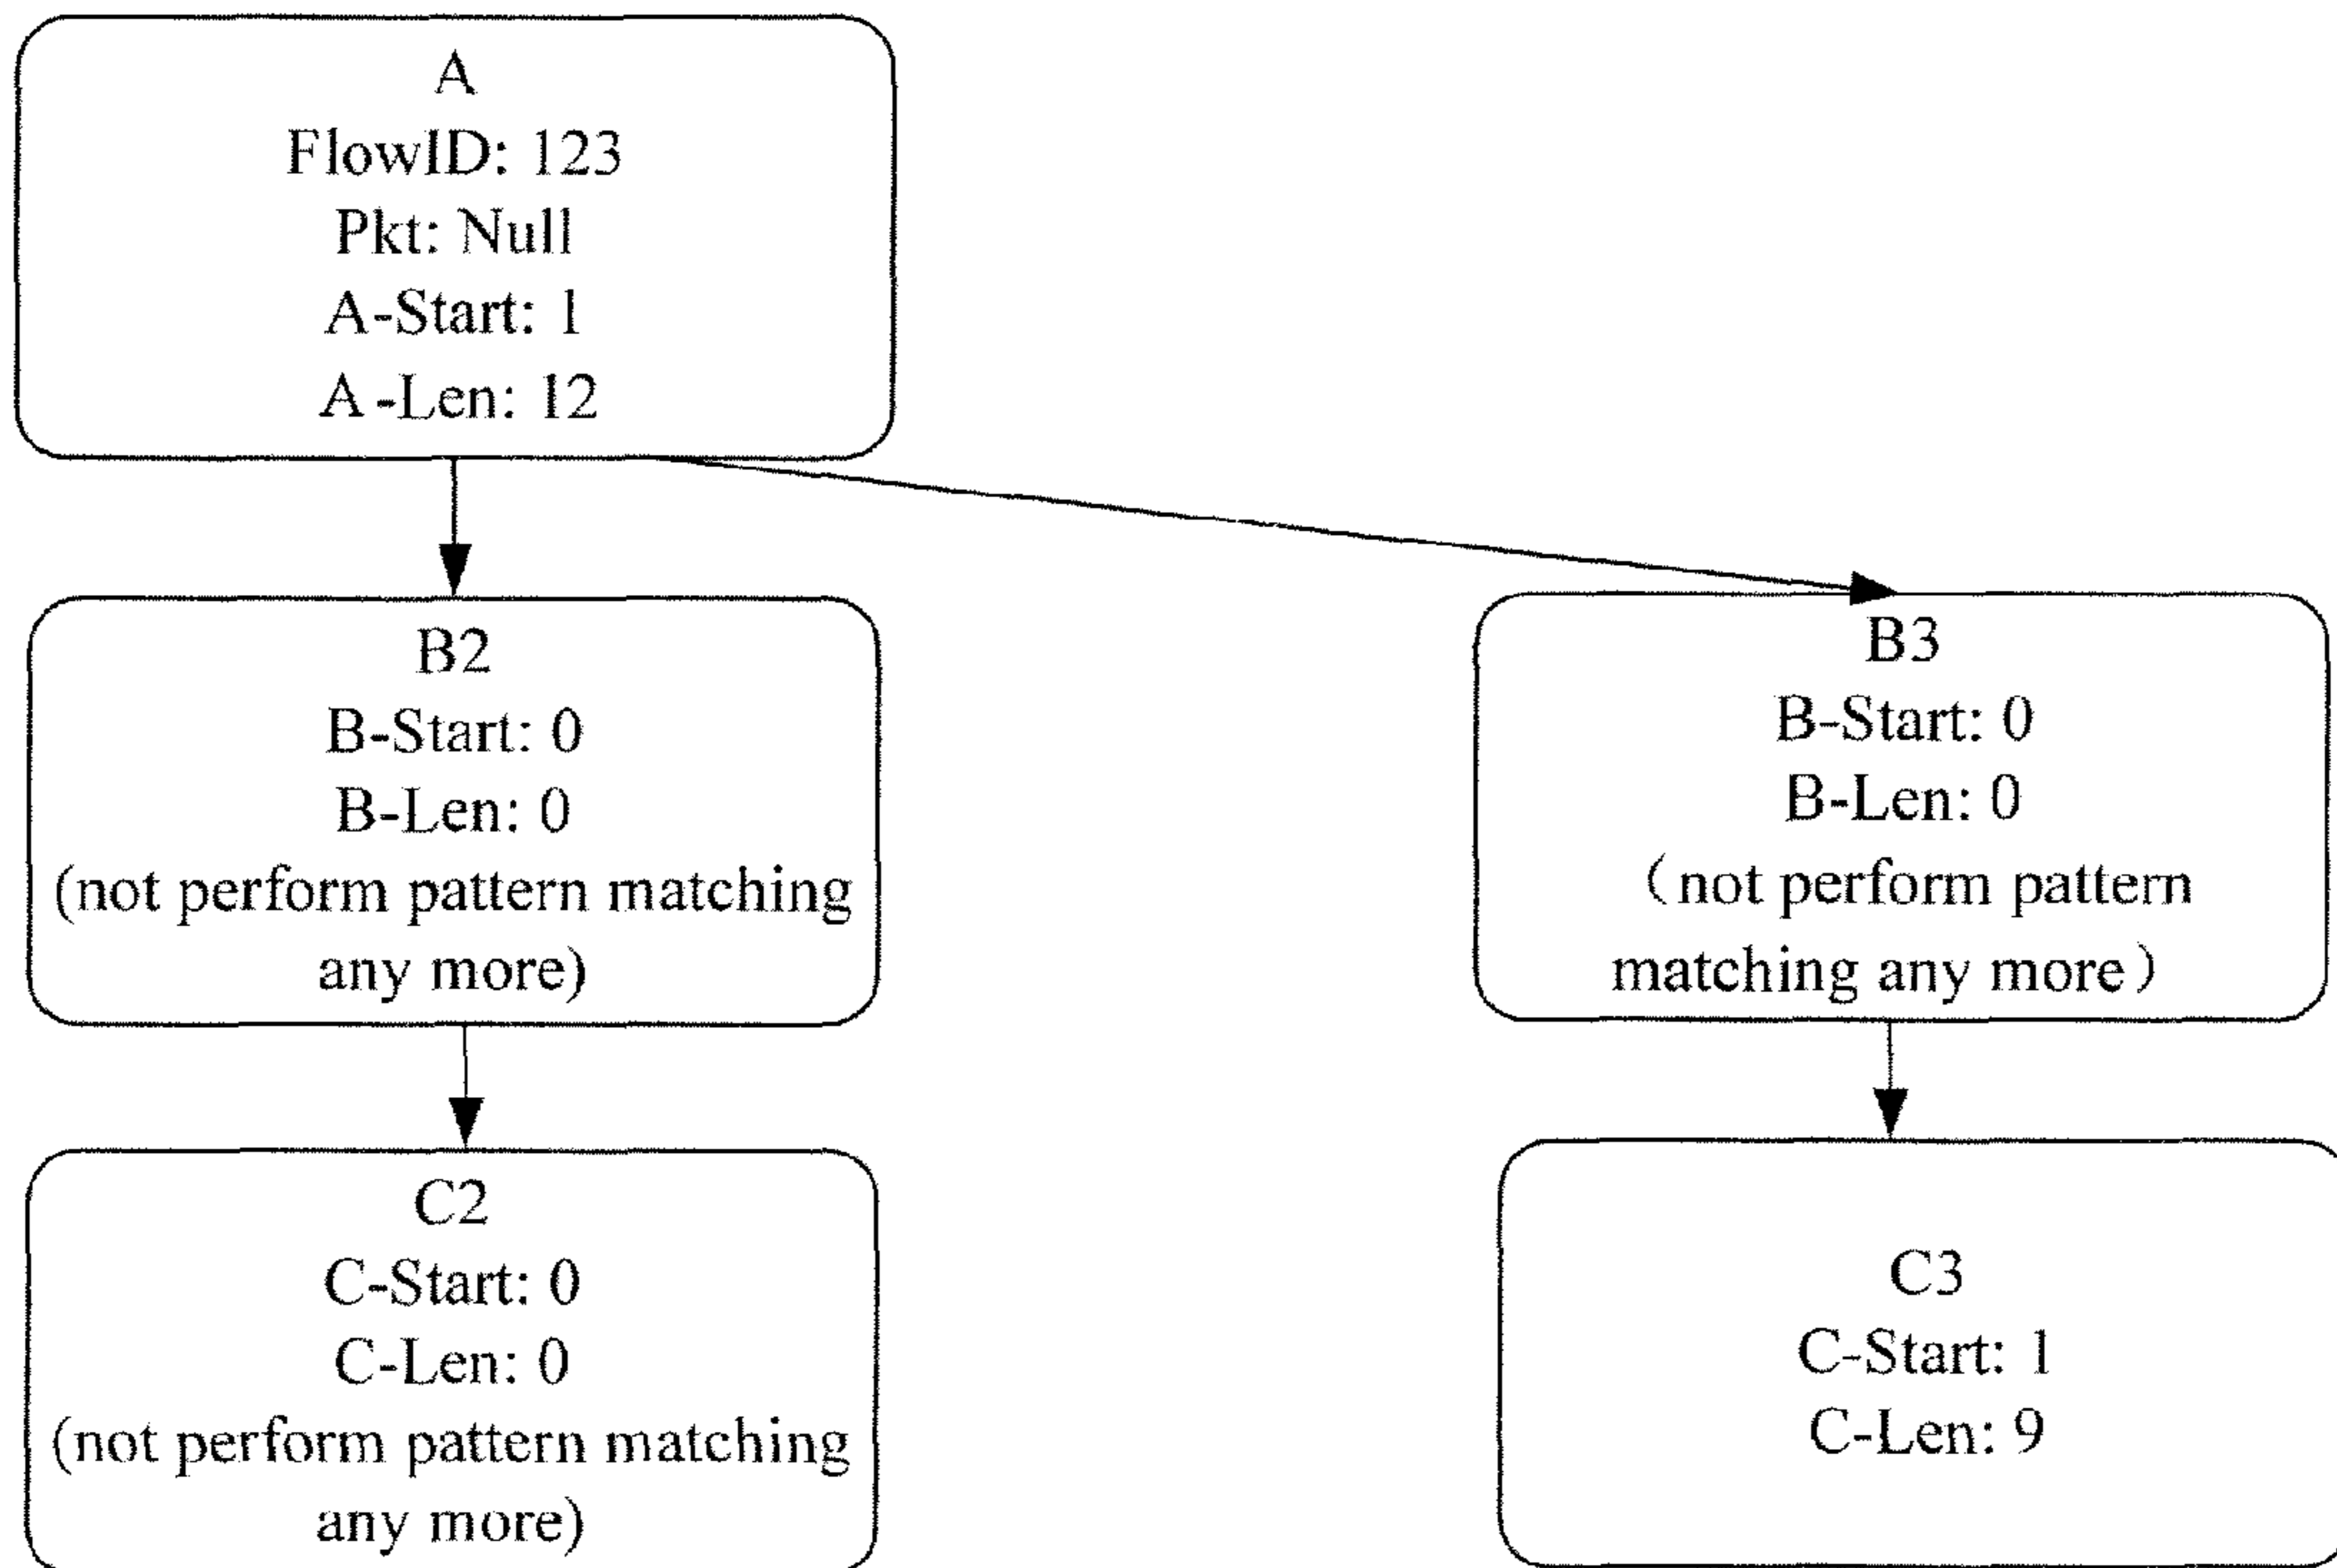 A
FlowID: 123
Pkt: Null
A-Start: 1
A-Len: 12
B2
B-Start: 0
B-Len: 0
(not perform pattern matching
any more)
B3
B-Start: 0
B-Len: 0
(not perform pattern
matching any more)
C2
C-Start: 0
C-Len: 0
(not perform pattern matching
any more)
C3
C-Start: 1
C-Len: 9